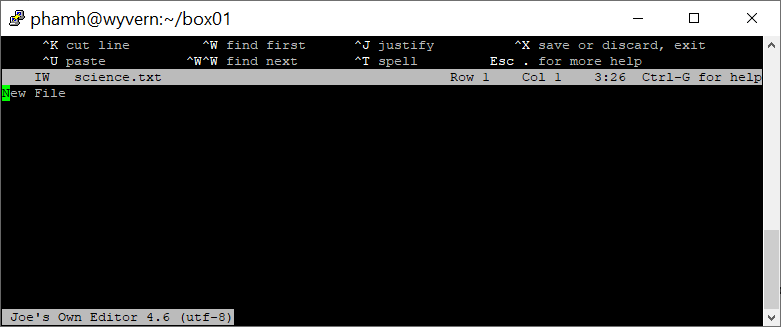 phamh@wyvern:~/box01
^K cut line ^W find first ^J justify ^X save or discard, exit
^U paste ^W^W find next ^T spell Esc . for more help
IW science.txt Row 1 Col 1 3:26 Ctrl-G for help
New File
Joe's Own Editor 4.6 (utf-8)